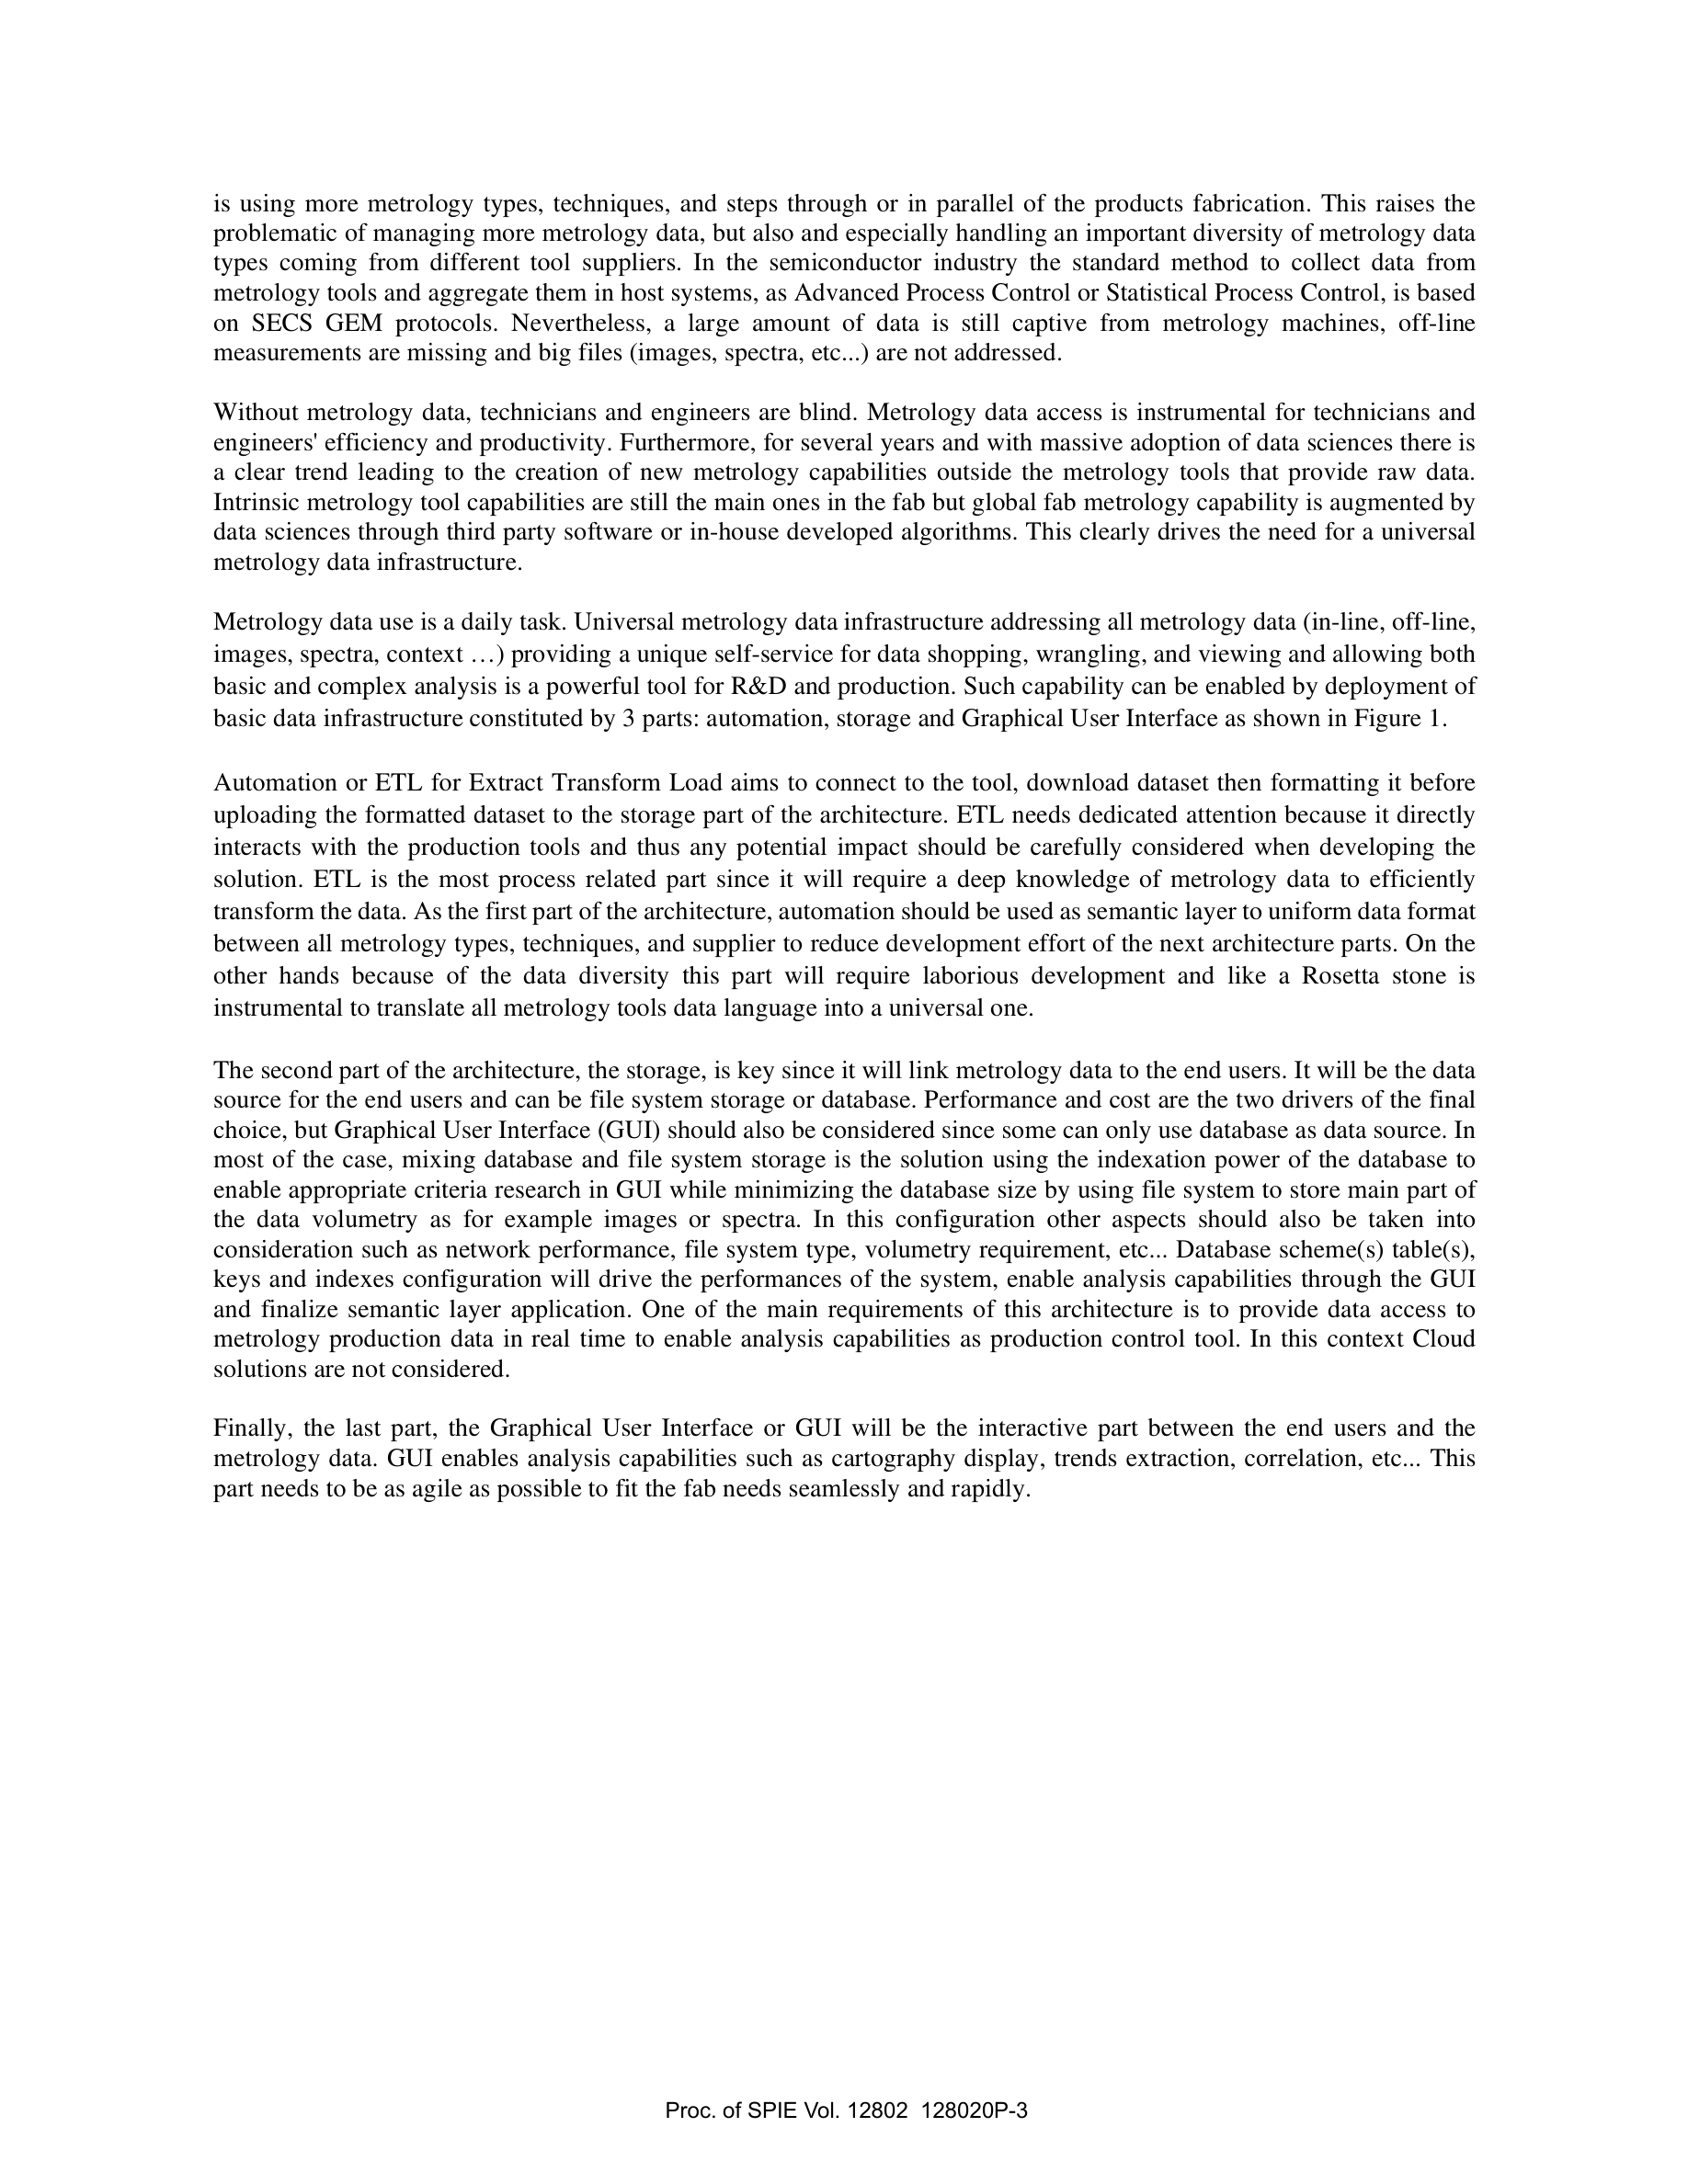 is using more metrology types, techniques, and steps through or in parallel of the products fabrication. This raises the
problematic of managing more metrology data, but also and especially handling an important diversity of metrology data
types coming from different tool suppliers. In the semiconductor industry the standard method to collect data from
metrology tools and aggregate them in host systems, as Advanced Process Control or Statistical Process Control, is based
on SECS GEM protocols. Nevertheless, a large amount of data is still captive from metrology machines, off-line
measurements are missing and big files (images, spectra, etc...) are not addressed.
Without metrology data, technicians and engineers are blind. Metrology data access is instrumental for technicians and
engineers' efficiency and productivity. Furthermore, for several years and with massive adoption of data sciences there is
a clear trend leading to the creation of new metrology capabilities outside the metrology tools that provide raw data.
Intrinsic metrology tool capabilities are still the main ones in the fab but global fab metrology capability is augmented by
data sciences through third party software or in-house developed algorithms. This clearly drives the need for a universal
metrology data infrastructure.
Metrology data use is a daily task. Universal metrology data infrastructure addressing all metrology data (in-line, off-line,
images, spectra, context …) providing a unique self-service for data shopping, wrangling, and viewing and allowing both
basic and complex analysis is a powerful tool for R&D and production. Such capability can be enabled by deployment of
basic data infrastructure constituted by 3 parts: automation, storage and Graphical User Interface as shown in Figure 1.
Automation or ETL for Extract Transform Load aims to connect to the tool, download dataset then formatting it before
uploading the formatted dataset to the storage part of the architecture. ETL needs dedicated attention because it directly
interacts with the production tools and thus any potential impact should be carefully considered when developing the
solution. ETL is the most process related part since it will require a deep knowledge of metrology data to efficiently
transform the data. As the first part of the architecture, automation should be used as semantic layer to uniform data format
between all metrology types, techniques, and supplier to reduce development effort of the next architecture parts. On the
other hands because of the data diversity this part will require laborious development and like a Rosetta stone is
instrumental to translate all metrology tools data language into a universal one.
The second part of the architecture, the storage, is key since it will link metrology data to the end users. It will be the data
source for the end users and can be file system storage or database. Performance and cost are the two drivers of the final
choice, but Graphical User Interface (GUI) should also be considered since some can only use database as data source. In
most of the case, mixing database and file system storage is the solution using the indexation power of the database to
enable appropriate criteria research in GUI while minimizing the database size by using file system to store main part of
the data volumetry as for example images or spectra. In this configuration other aspects should also be taken into
consideration such as network performance, file system type, volumetry requirement, etc... Database scheme(s) table(s),
keys and indexes configuration will drive the performances of the system, enable analysis capabilities through the GUI
and finalize semantic layer application. One of the main requirements of this architecture is to provide data access to
metrology production data in real time to enable analysis capabilities as production control tool. In this context Cloud
solutions are not considered.
Finally, the last part, the Graphical User Interface or GUI will be the interactive part between the end users and the
metrology data. GUI enables analysis capabilities such as cartography display, trends extraction, correlation, etc... This
part needs to be as agile as possible to fit the fab needs seamlessly and rapidly.
Proc. of SPIE Vol. 12802 128020P-3